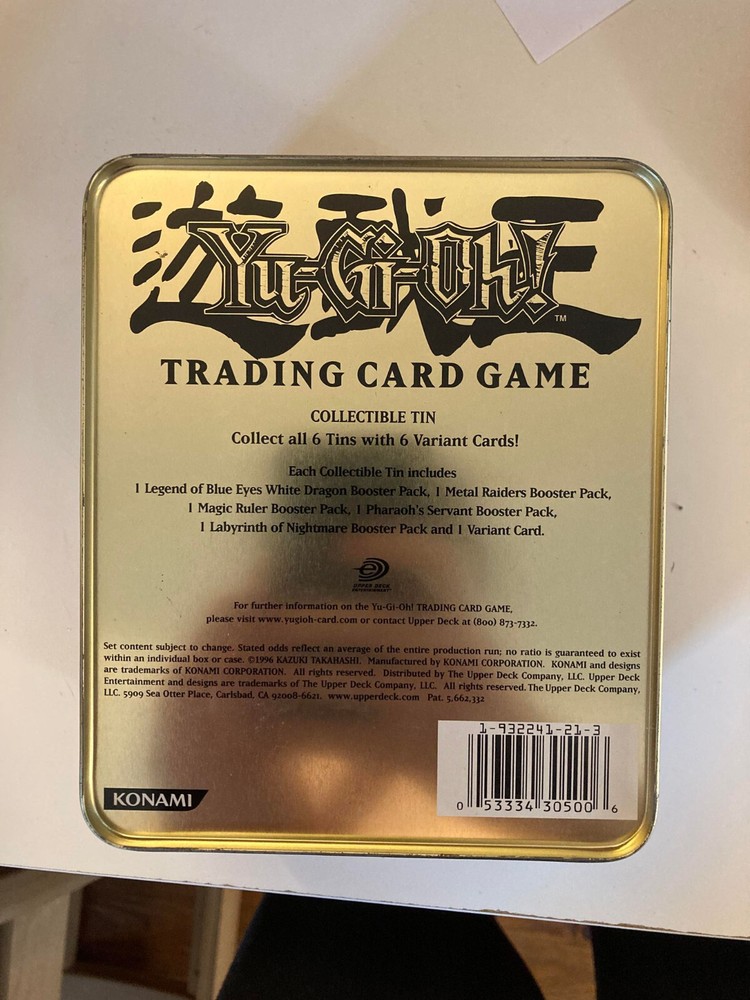 遊戯王
Yu-Gi-Oh!
TM
TRADING CARD GAME
COLLECTIBLE TIN
Collect all 6 Tins with 6 Variant Cards!
Each Collectible Tin includes
1 Legend of Blue Eyes White Dragon Booster Pack, 1 Metal Raiders Booster Pack,
1 Magic Ruler Booster Pack, 1 Pharaoh's Servant Booster Pack,
1 Labyrinth of Nightmare Booster Pack and 1 Variant Card.
UPPER DECK
ENTERTAINMENT
For further information on the Yu-Gi-Oh! TRADING CARD GAME,
please visit www.yugioh-card.com or contact Upper Deck at (800) 873-7332.
Set content subject to change. Stated odds reflect an average of the entire production run; no ratio is guaranteed to exist
within an individual box or case. ©1996 KAZUKI TAKAHASHI. Manufactured by KONAMI CORPORATION. KONAMI and designs
are trademarks of KONAMI CORPORATION. All rights reserved. Distributed by The Upper Deck Company, LLC. Upper Deck
Entertainment and designs are trademarks of The Upper Deck Company, LLC. All rights reserved. The Upper Deck Company,
LLC. 5909 Sea Otter Place, Carlsbad, CA 92008-6621. www.upperdeck.com Pat. 5,662,332
1-932241-21-3
0 53334 30500 6
KONAMI